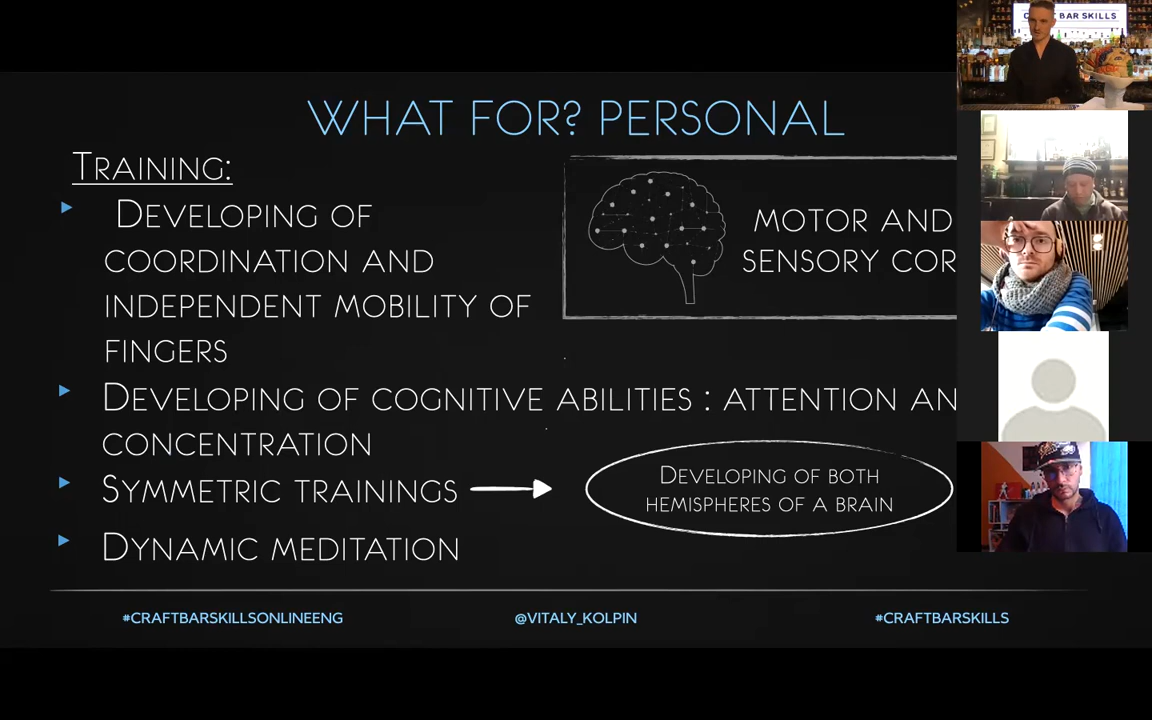 WHAT FOR? PERSONAL
TRAINING:
DEVELOPING OF
COORDINATION AND
INDEPENDENT MOBILITY OF
FINGERS
MOTOR AND
SENSORY COR
DEVELOPING OF COGNITIVE ABILITIES : ATTENTION AN
CONCENTRATION
SYMMETRIC TRAININGS
DEVELOPING OF BOTH
HEMISPHERES OF A BRAIN
DYNAMIC MEDITATION
#CRAFTBARSKILLSONLINEENG
@VITALY_KOLPIN
#CRAFTBARSKILLS
BAR SKILLS